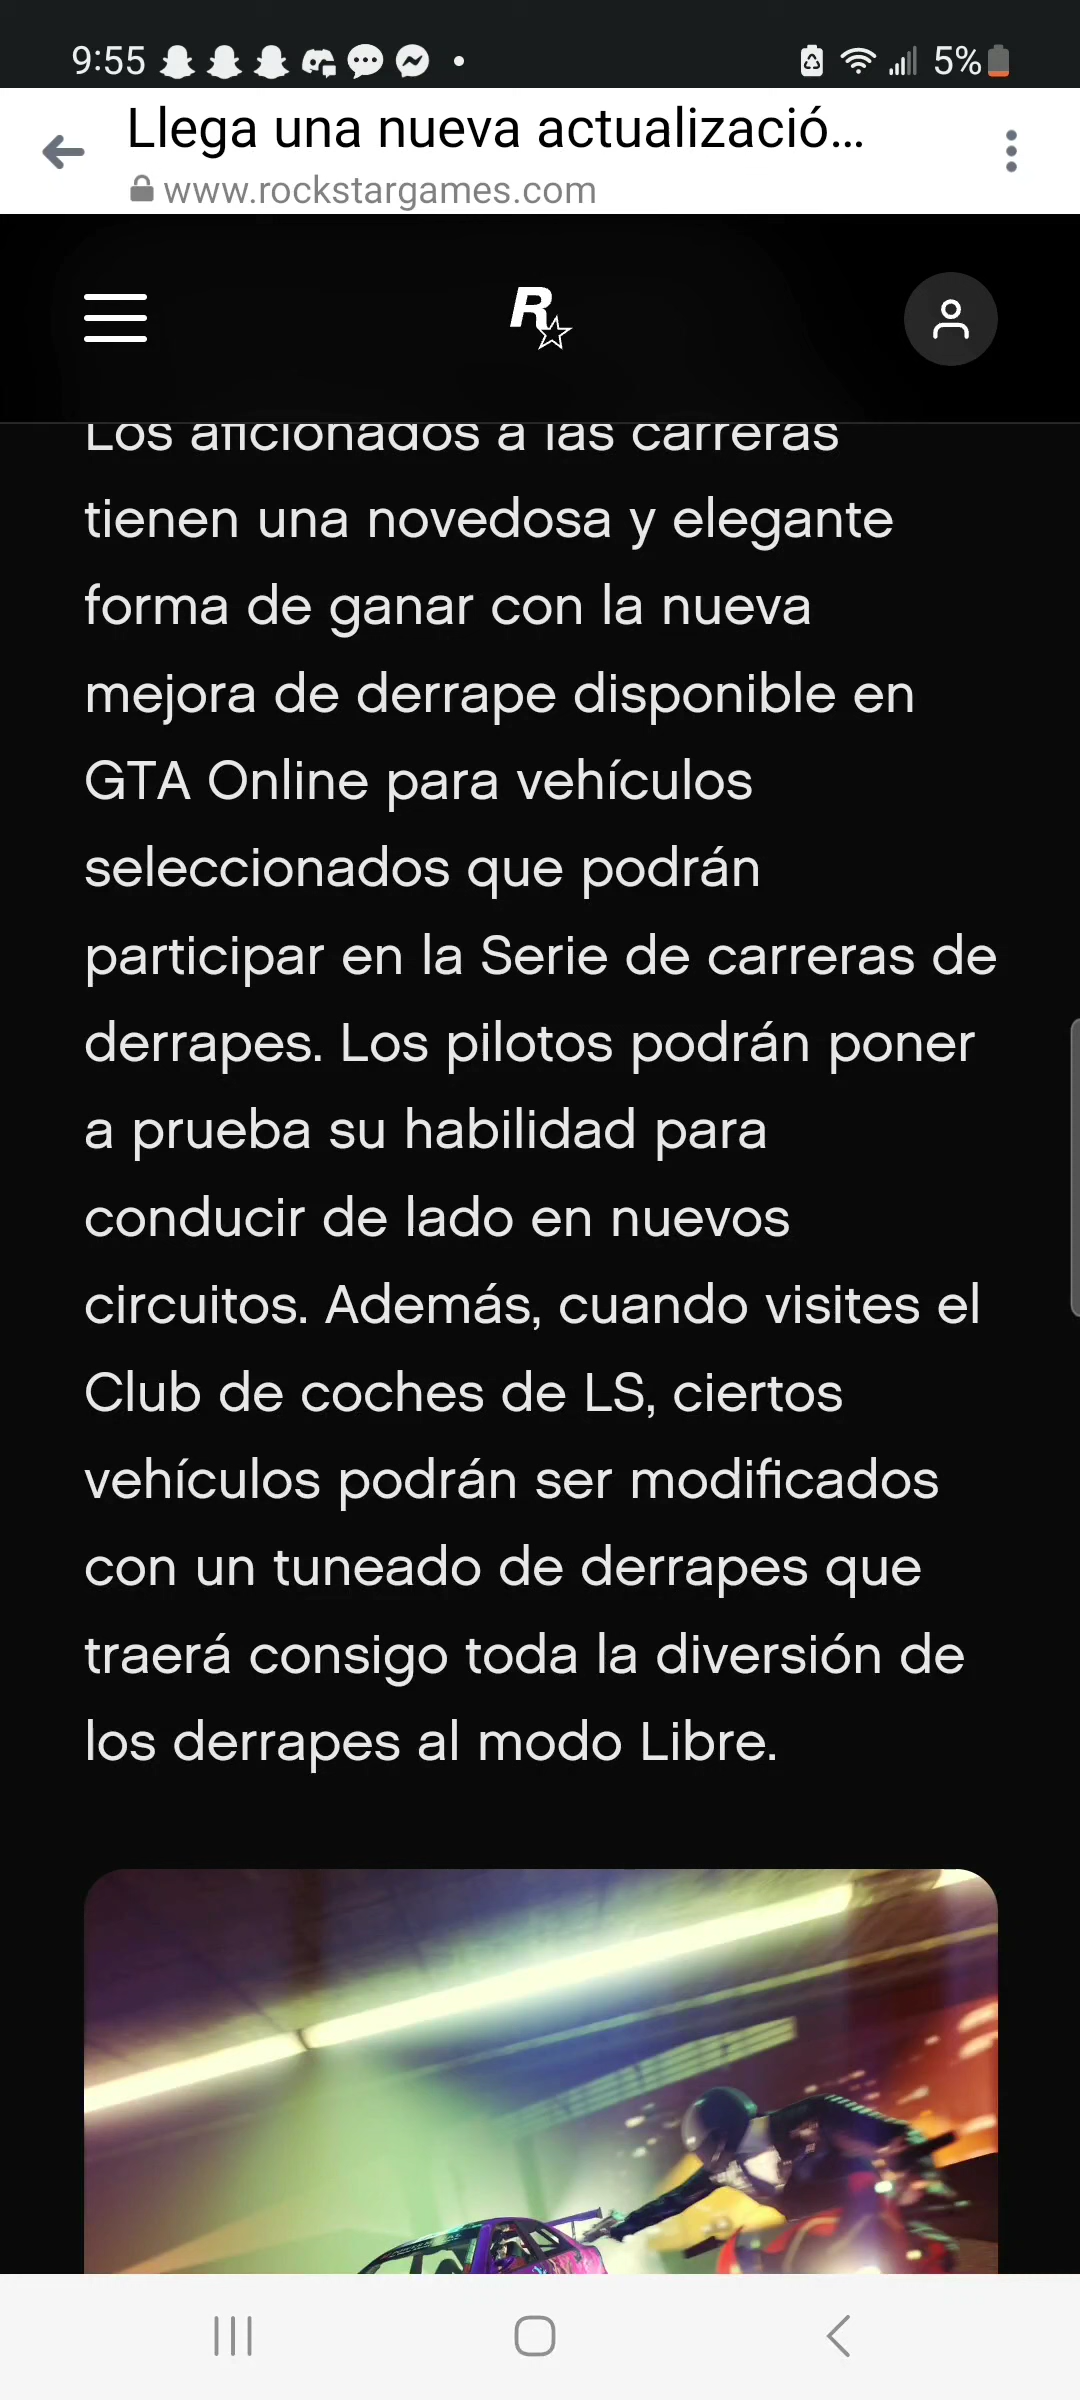 9:55
5%
Llega una nueva actualizació...
www.rockstargames.com
R
Los aficionados a las carreras
tienen una novedosa y elegante
forma de ganar con la nueva
mejora de derrape disponible en
GTA Online para vehículos
seleccionados que podrán
participar en la Serie de carreras de
derrapes. Los pilotos podrán poner
a prueba su habilidad para
conducir de lado en nuevos
circuitos. Además, cuando visites el
Club de coches de LS, ciertos
vehículos podrán ser modificados
con un tuneado de derrapes que
traerá consigo toda la diversión de
los derrapes al modo Libre.